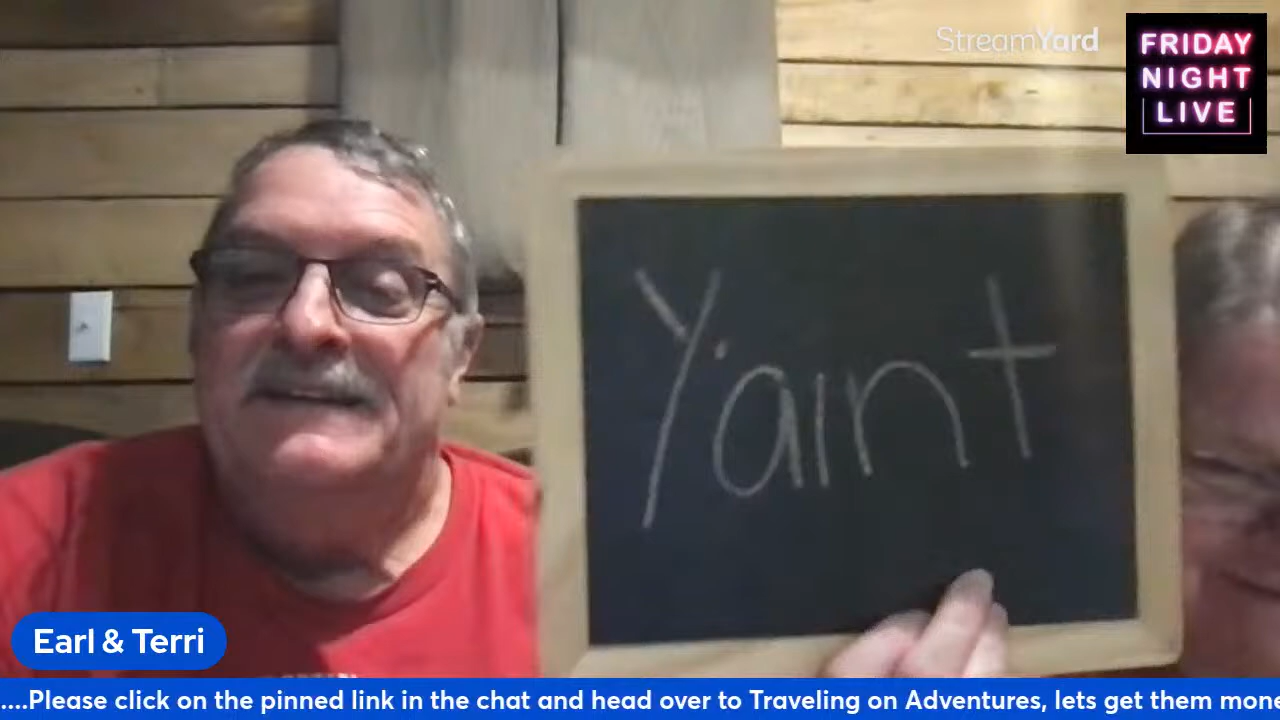 StreamYard
FRIDAY
NIGHT
LIVE
Y'aint
Earl & Terri
....Please click on the pinned link in the chat and head over to Traveling on Adventures, lets get them